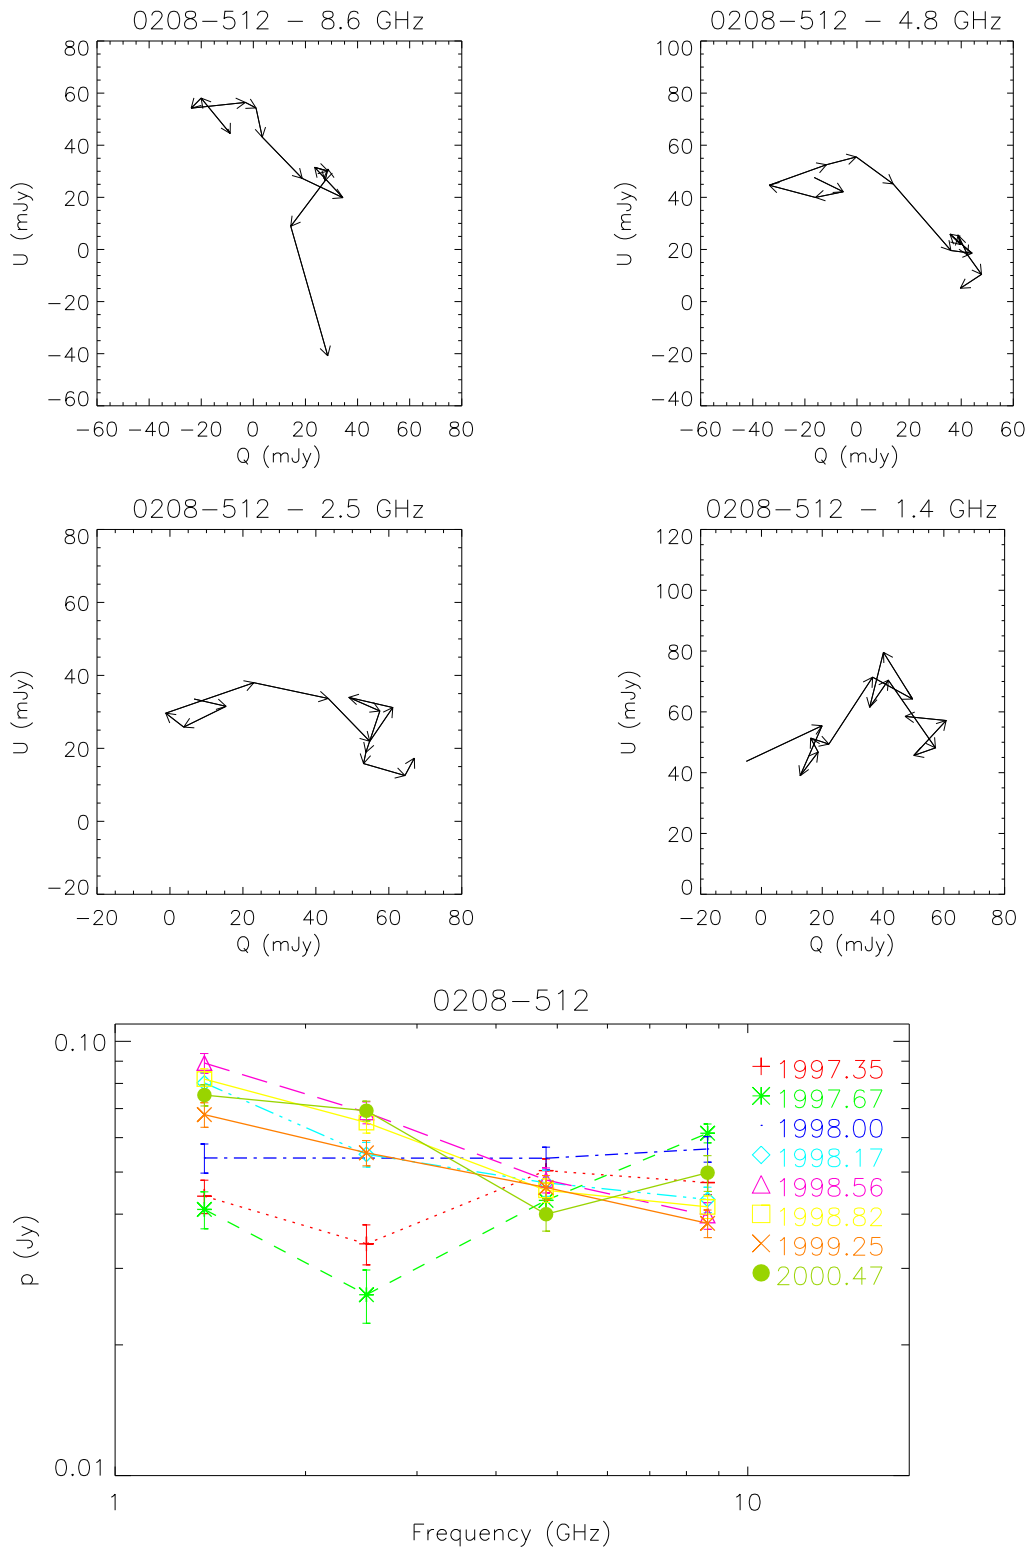 0208−512 − 8.6 GHz
80
60
40
20
0
−20
−40
−60
U (mJy)
−60 −40 −20 0 20 40 60 80
Q (mJy)
0208−512 − 4.8 GHz
100
80
60
40
20
0
−20
−40
U (mJy)
−60 −40 −20 0 20 40 60
Q (mJy)
0208−512 − 2.5 GHz
80
60
40
20
0
−20
U (mJy)
−20 0 20 40 60 80
Q (mJy)
0208−512 − 1.4 GHz
120
100
80
60
40
20
0
U (mJy)
−20 0 20 40 60 80
Q (mJy)
0208−512
0.10
0.01
p (Jy)
1997.35
1997.67
1998.00
1998.17
1998.56
1998.82
1999.25
2000.47
1 10
Frequency (GHz)